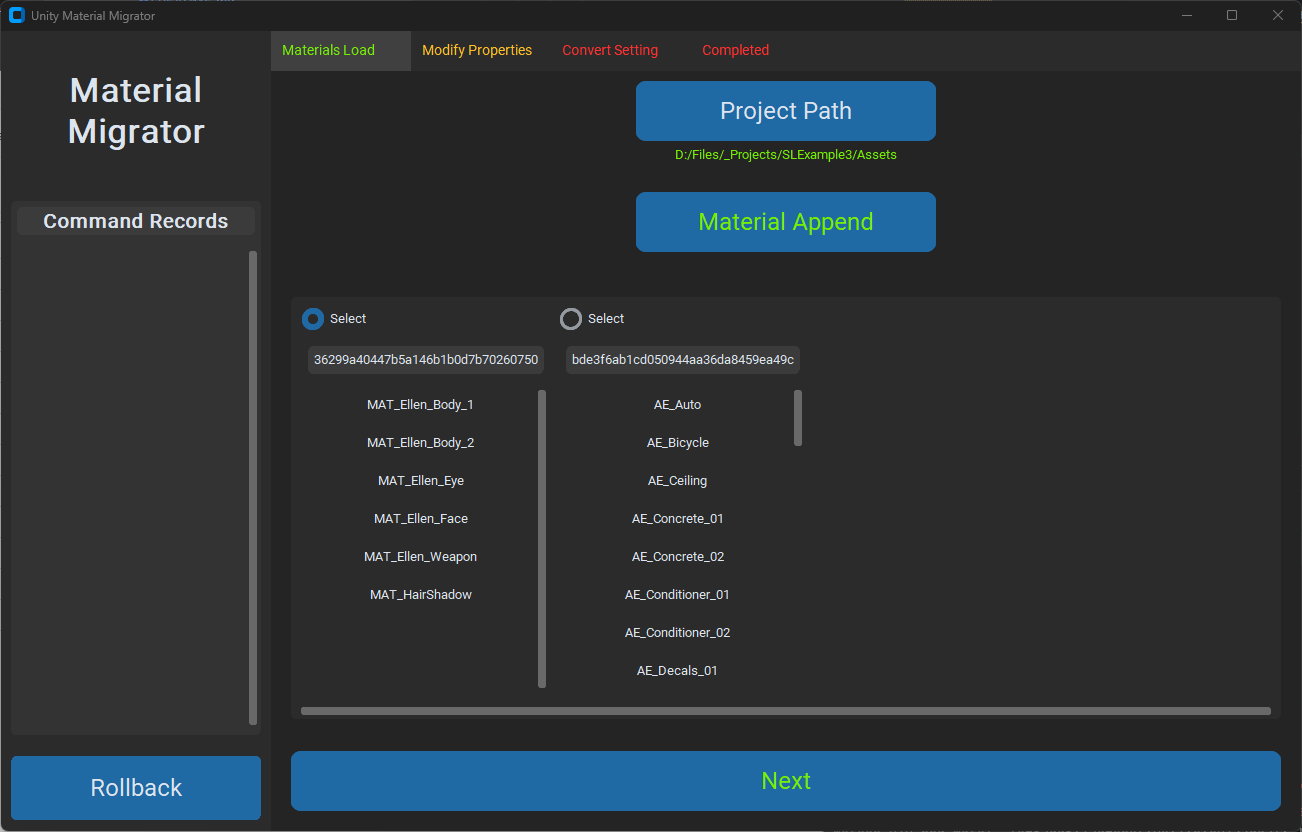 Unity Material Migrator
Material
Migrator
Command Records
Rollback
Materials Load
Modify Properties
Convert Setting
Completed
Project Path
D:/Files/_Projects/SLExample3/Assets
Material Append
Select
36299a40447b5a146b1b0d7b70260750
MAT_Ellen_Body_1
MAT_Ellen_Body_2
MAT_Ellen_Eye
MAT_Ellen_Face
MAT_Ellen_Weapon
MAT_HairShadow
Select
bde3f6ab1cd050944aa36da8459ea49c
AE_Auto
AE_Bicycle
AE_Ceiling
AE_Concrete_01
AE_Concrete_02
AE_Conditioner_01
AE_Conditioner_02
AE_Decals_01
Next